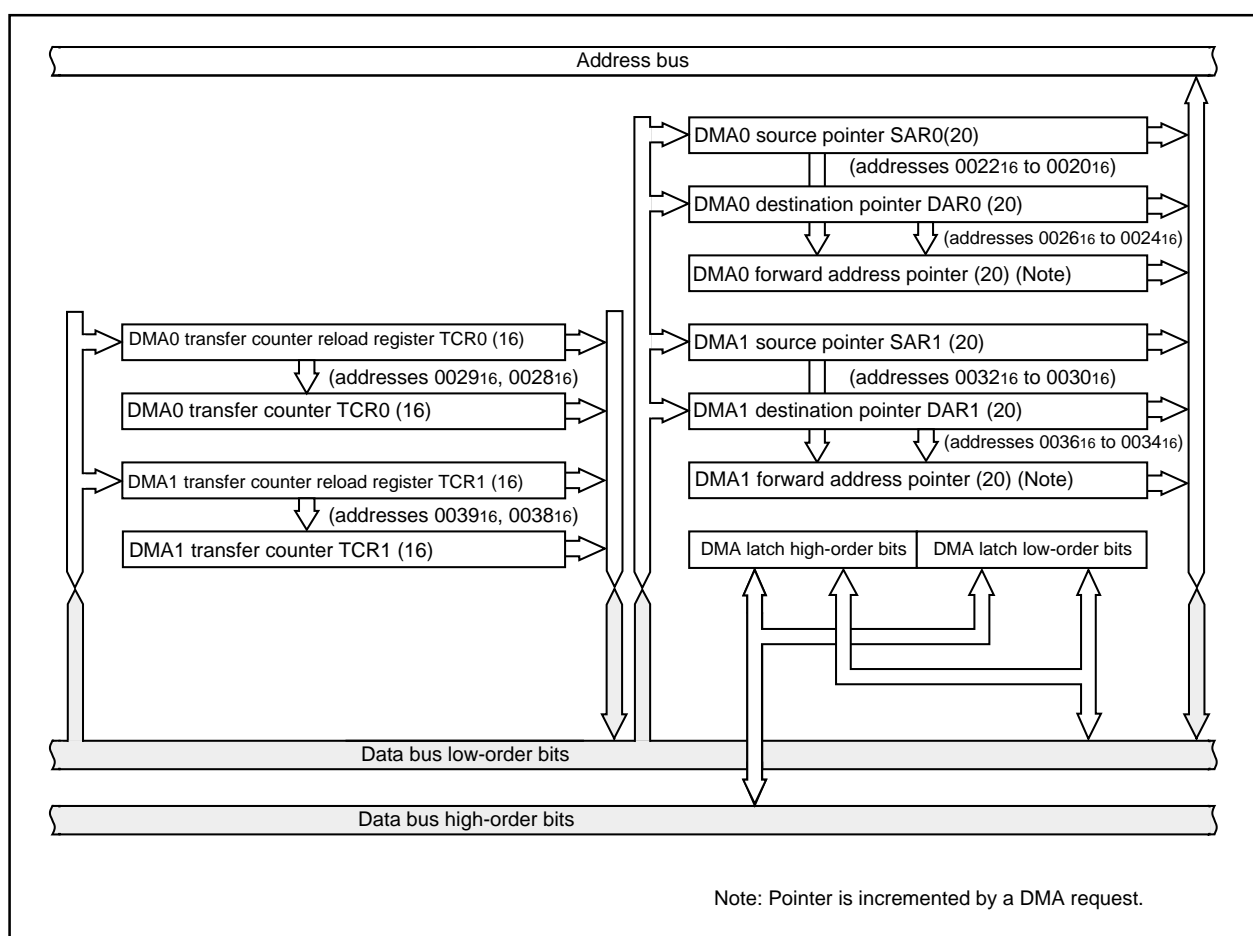 Address bus
DMA0 source pointer SAR0(20)
(addresses 002216 to 002016)
DMA0 destination pointer DAR0 (20)
(addresses 002616 to 002416)
DMA0 forward address pointer (20) (Note)
DMA0 transfer counter reload register TCR0 (16)
(addresses 002916, 002816)
DMA0 transfer counter TCR0 (16)
DMA1 transfer counter reload register TCR1 (16)
(addresses 003916, 003816)
DMA1 transfer counter TCR1 (16)
DMA1 source pointer SAR1 (20)
(addresses 003216 to 003016)
DMA1 destination pointer DAR1 (20)
(addresses 003616 to 003416)
DMA1 forward address pointer (20) (Note)
DMA latch high-order bits
DMA latch low-order bits
Data bus low-order bits
Data bus high-order bits
Note: Pointer is incremented by a DMA request.